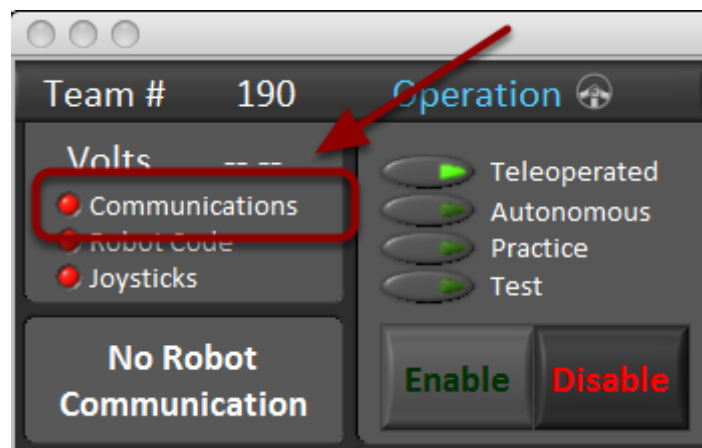 Team # 190
Operation
Volts --.--
Communications
Robot Code
Joysticks
No Robot
Communication
Teleoperated
Autonomous
Practice
Test
Enable
Disable